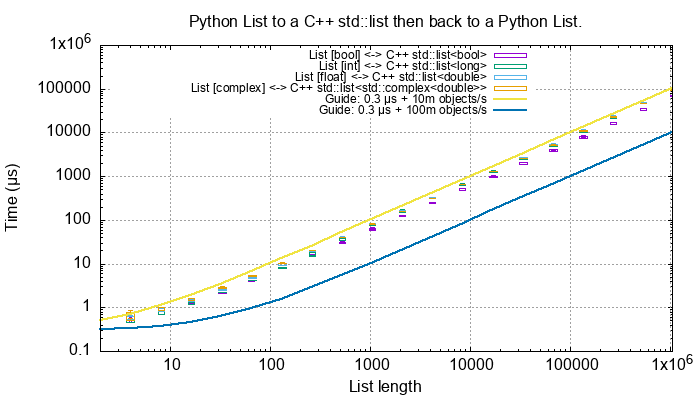 Python List to a C++ std::list then back to a Python List.
1x10⁶
100000
10000
1000
100
10
1
0.1
Time (µs)
List [bool] <-> C++ std::list<bool>
List [int] <-> C++ std::list<long>
List [float] <-> C++ std::list<double>
List [complex] <-> C++ std::list<std::complex<double>>
Guide: 0.3 µs + 10m objects/s
Guide: 0.3 µs + 100m objects/s
10 100 1000 10000 100000 1x10⁶
List length